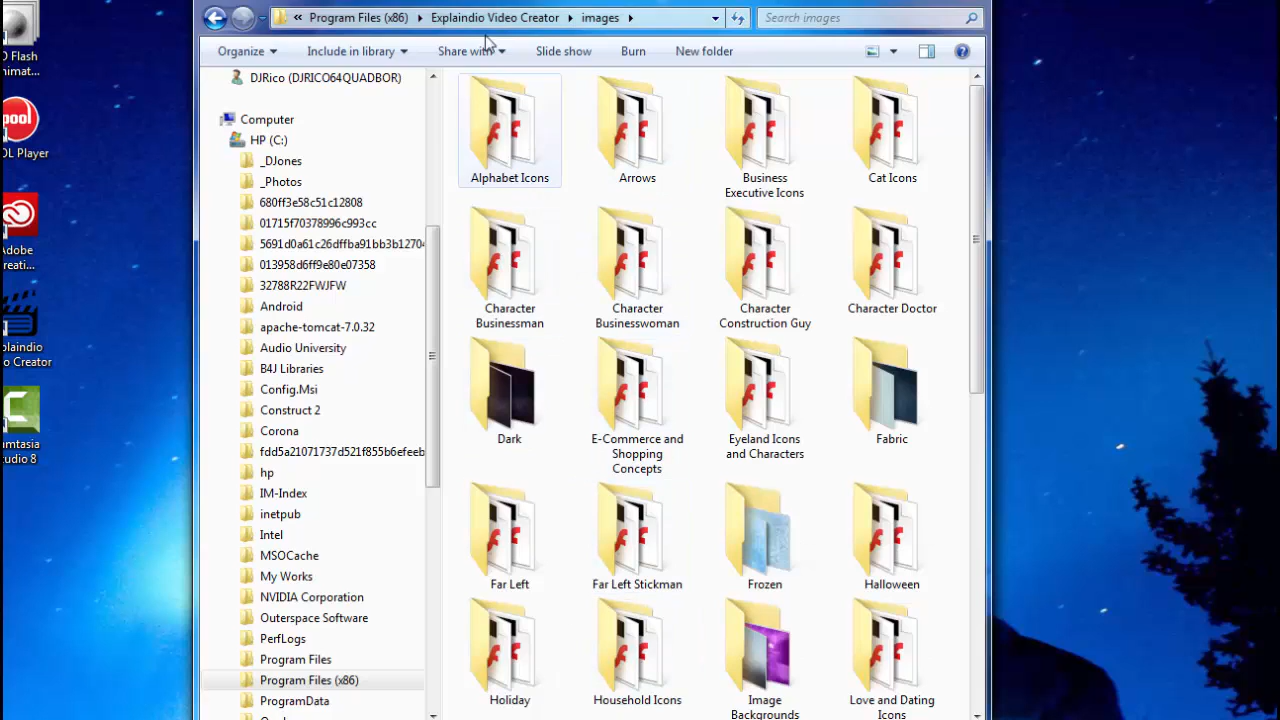 « Program Files (x86) Explaindio Video Creator images
Search images
Organize Include in library Share with Slide show Burn New folder
O Flash
nimat...
ool
OL Player
Adobe
reati...
plaindio
o Creator
amtasia
tudio 8
DJRico (DJRICO64QUADBOR)
Computer
HP (C:)
_DJones
_Photos
680ff3e58c51c12808
01715f70378996c993cc
5691d0a61c26dffba91bb3b12704
013958d6ff9e80e07358
32788R22FWJFW
Android
apache-tomcat-7.0.32
Audio University
B4J Libraries
Config.Msi
Construct 2
Corona
fdd5a21071737d521f855b6efeeb
hp
IM-Index
inetpub
Intel
MSOCache
My Works
NVIDIA Corporation
Outerspace Software
PerfLogs
Program Files
Program Files (x86)
ProgramData
Alphabet Icons
Arrows
Business
Executive Icons
Cat Icons
Character
Businessman
Character
Businesswoman
Character
Construction Guy
Character Doctor
Dark
E-Commerce and
Shopping
Concepts
Eyeland Icons
and Characters
Fabric
Far Left
Far Left Stickman
Frozen
Halloween
Holiday
Household Icons
Image
Backgrounds
Love and Dating
Icons